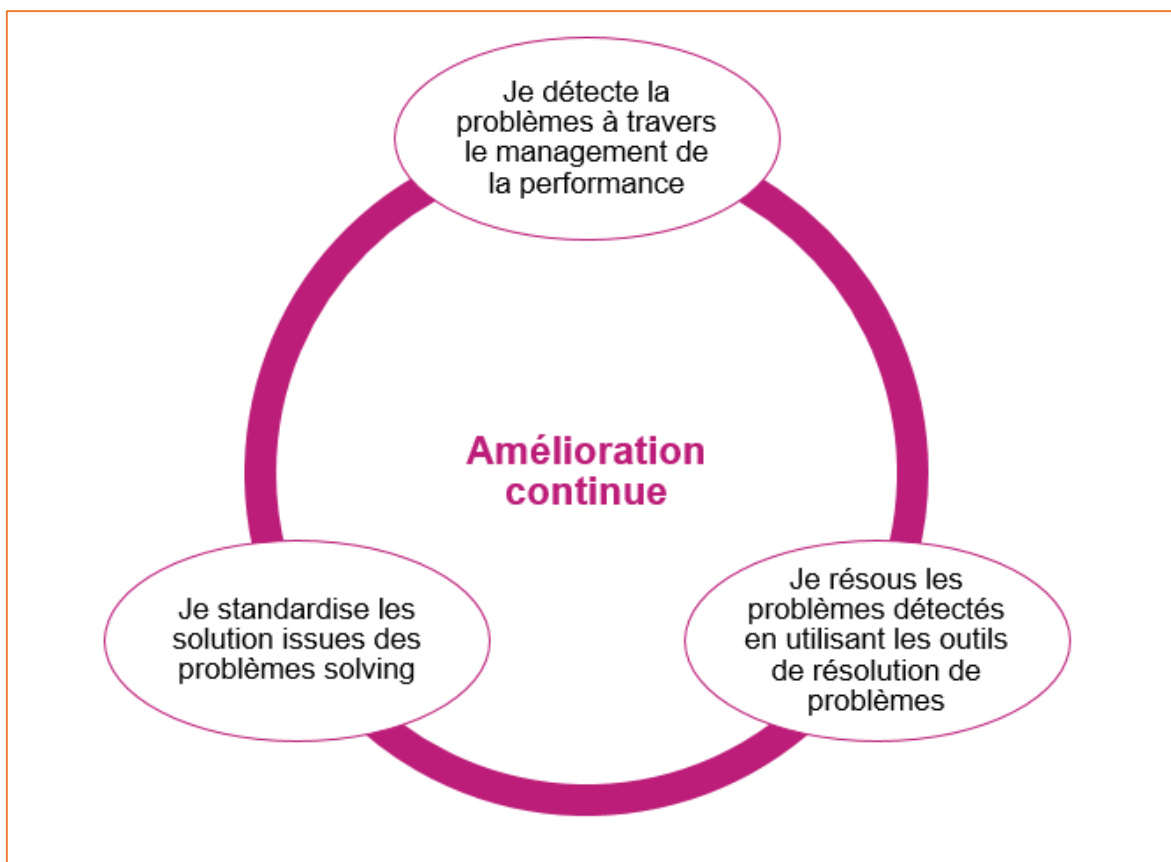 Je détecte la
problèmes à travers
le management de
la performance
Amélioration
continue
Je standardise les
solution issues des
problèmes solving
Je résous les
problèmes détectés
en utilisant les outils
de résolution de
problèmes